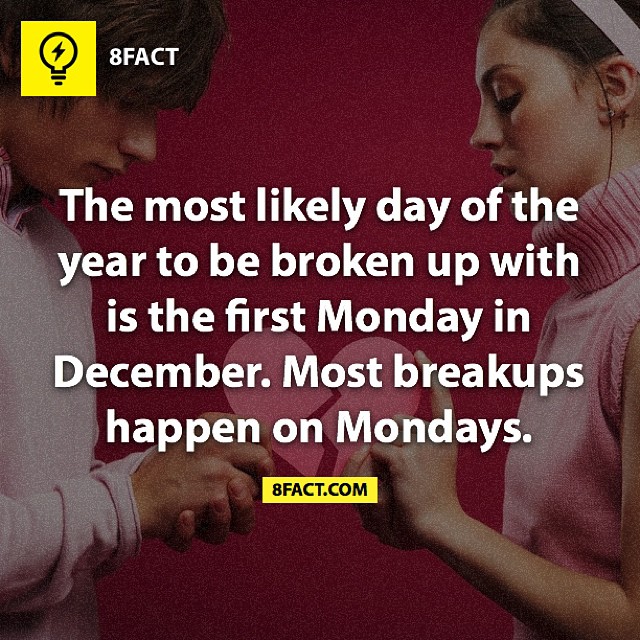 8FACT
The most likely day of the
year to be broken up with
is the first Monday in
December. Most breakups
happen on Mondays.
8FACT.COM